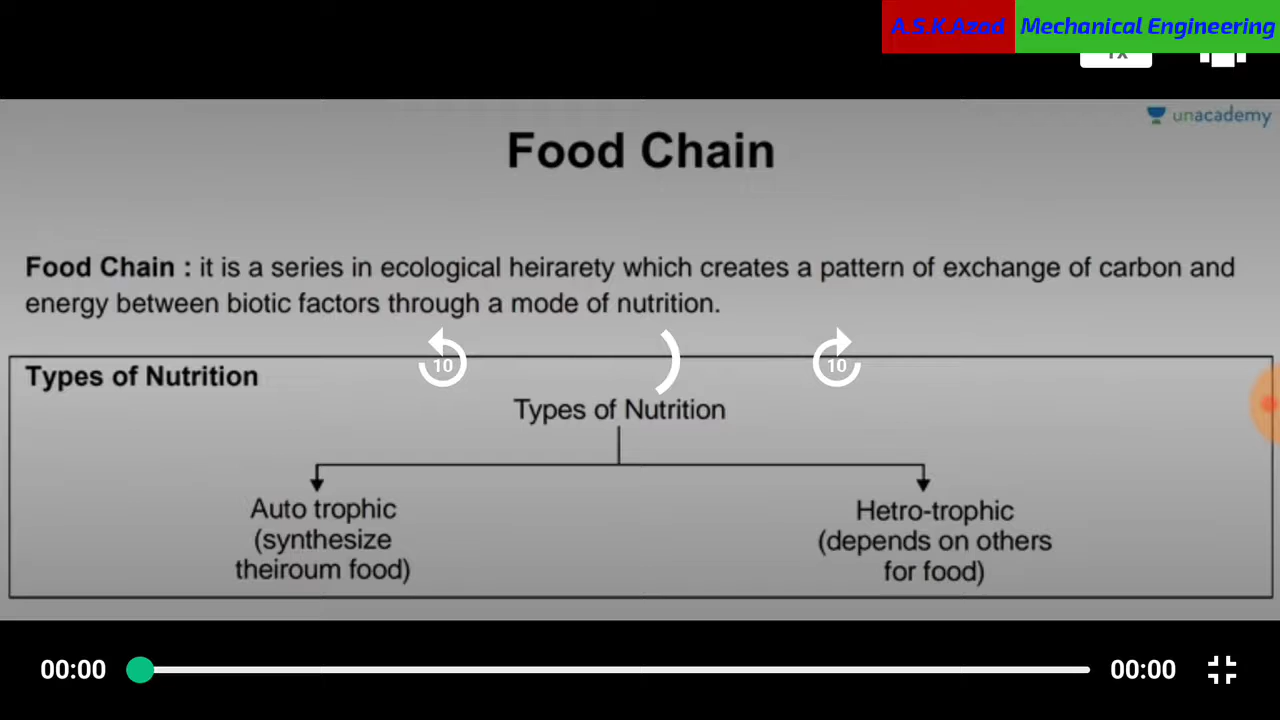 A.S.K.Azad Mechanical Engineering
1x
unacademy
Food Chain
Food Chain : it is a series in ecological heirarety which creates a pattern of exchange of carbon and
energy between biotic factors through a mode of nutrition.
10 10
Types of Nutrition
Types of Nutrition
Auto trophic
(synthesize
theiroum food)
Hetro-trophic
(depends on others
for food)
00:00 00:00